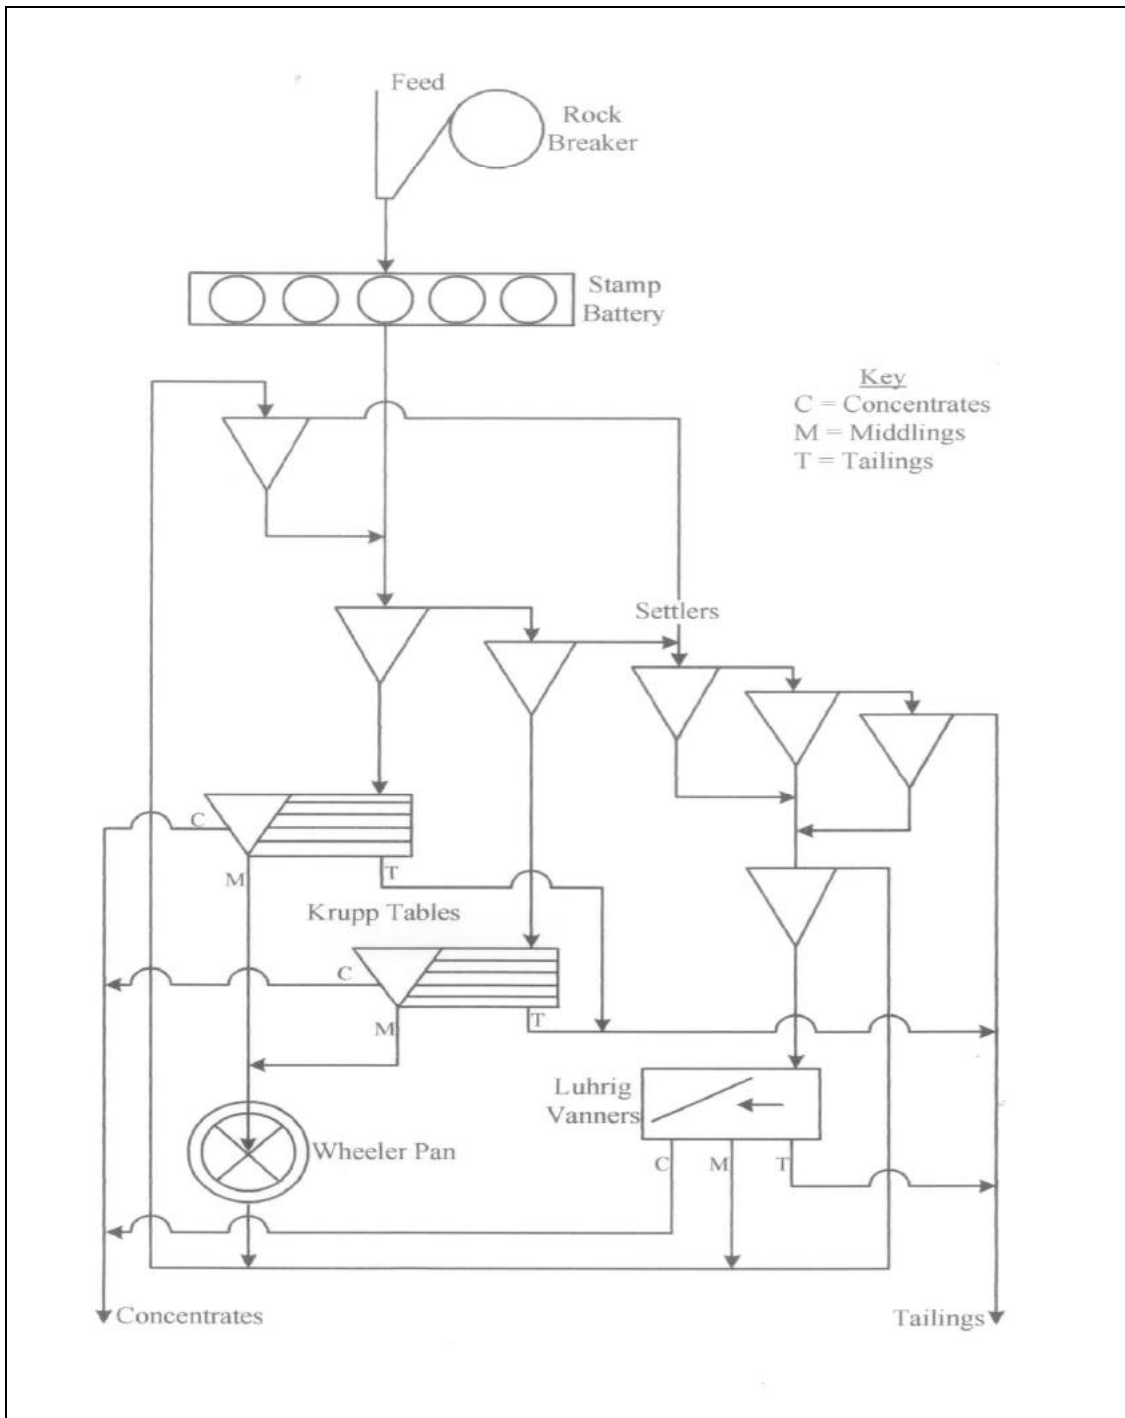 Feed
Rock
Breaker
Stamp
Battery
Key
C = Concentrates
M = Middlings
T = Tailings
Settlers
C
M
T
Krupp Tables
C
M
T
Luhrig
Vanners
Wheeler Pan
C
M
T
Concentrates
Tailings